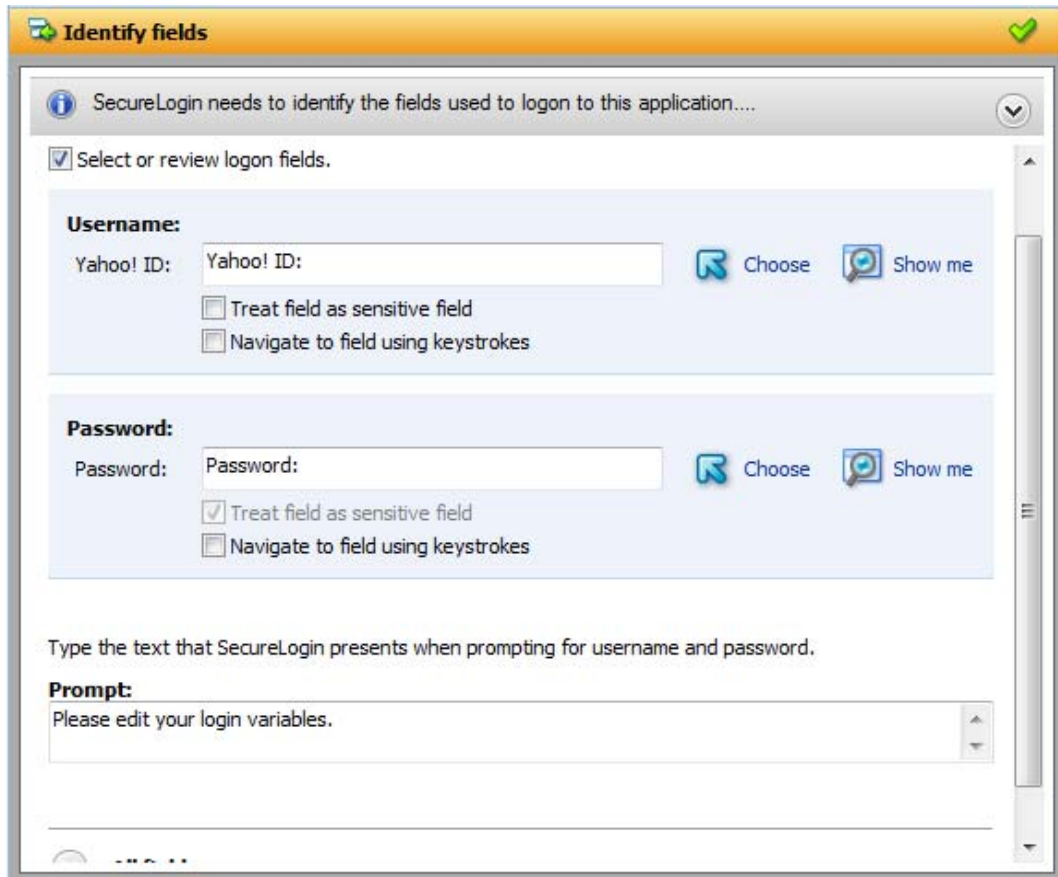 Identify fields
SecureLogin needs to identify the fields used to logon to this application....
Select or review logon fields.
Username:
Yahoo! ID: Yahoo! ID: Choose Show me
Treat field as sensitive field
Navigate to field using keystrokes
Password:
Password: Password: Choose Show me
Treat field as sensitive field
Navigate to field using keystrokes
Type the text that SecureLogin presents when prompting for username and password.
Prompt:
Please edit your login variables.